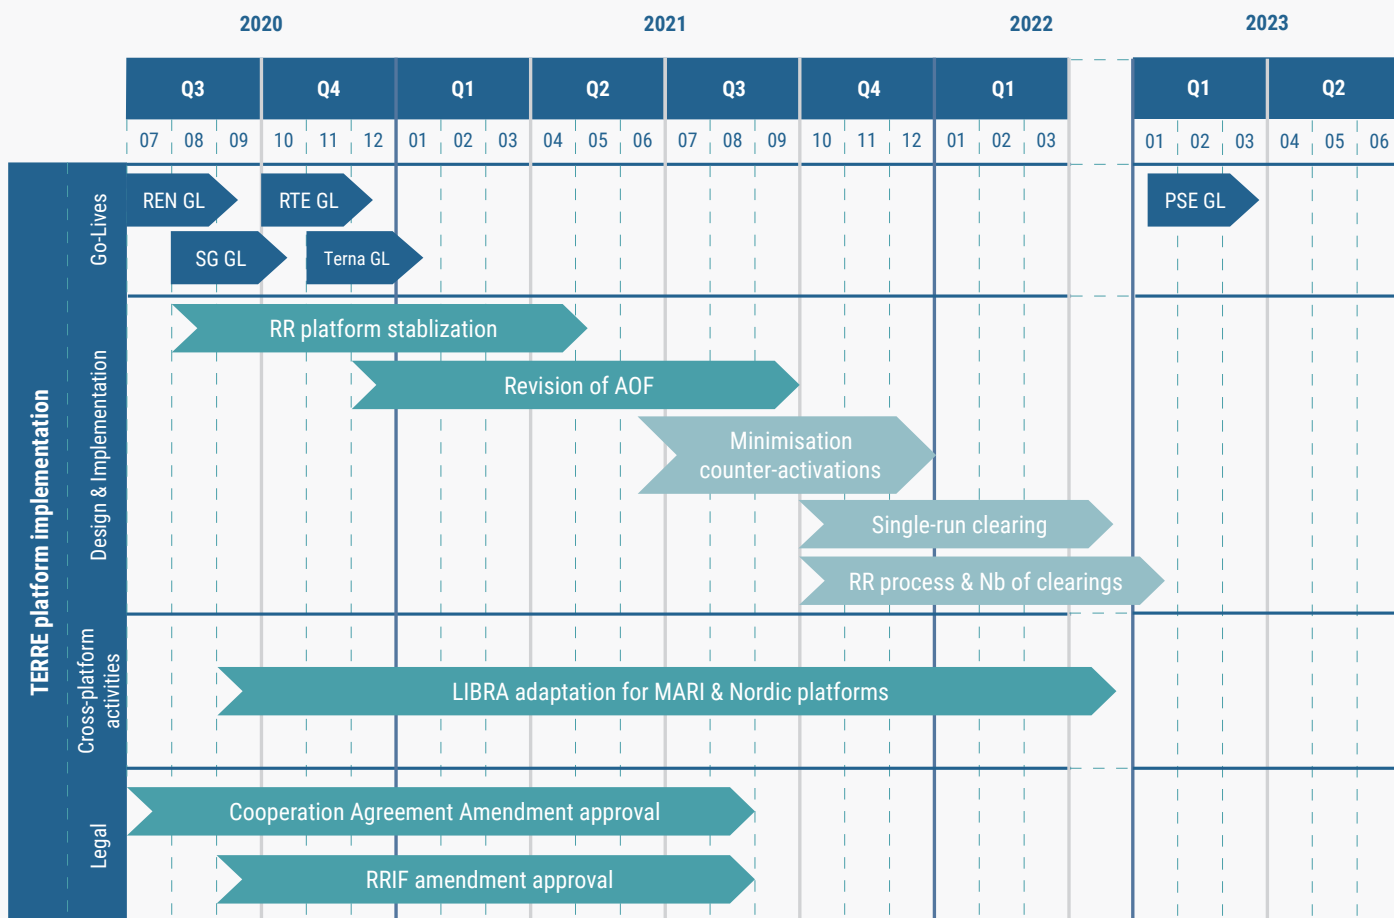 2020
2021
2022
2023
Q3
Q4
Q1
Q2
Q3
Q4
Q1
Q1
Q2
07
08
09
10
11
12
01
02
03
04
05
06
07
08
09
10
11
12
01
02
03
01
02
03
04
05
06
TERRE platform implementation
Go-Lives
REN GL
RTE GL
PSE GL
SG GL
Terna GL
Design & Implementation
RR platform stablization
Revision of AOF
Minimisation
counter-activations
Single-run clearing
RR process & Nb of clearings
Cross-platform
activities
LIBRA adaptation for MARI & Nordic platforms
Legal
Cooperation Agreement Amendment approval
RRIF amendment approval